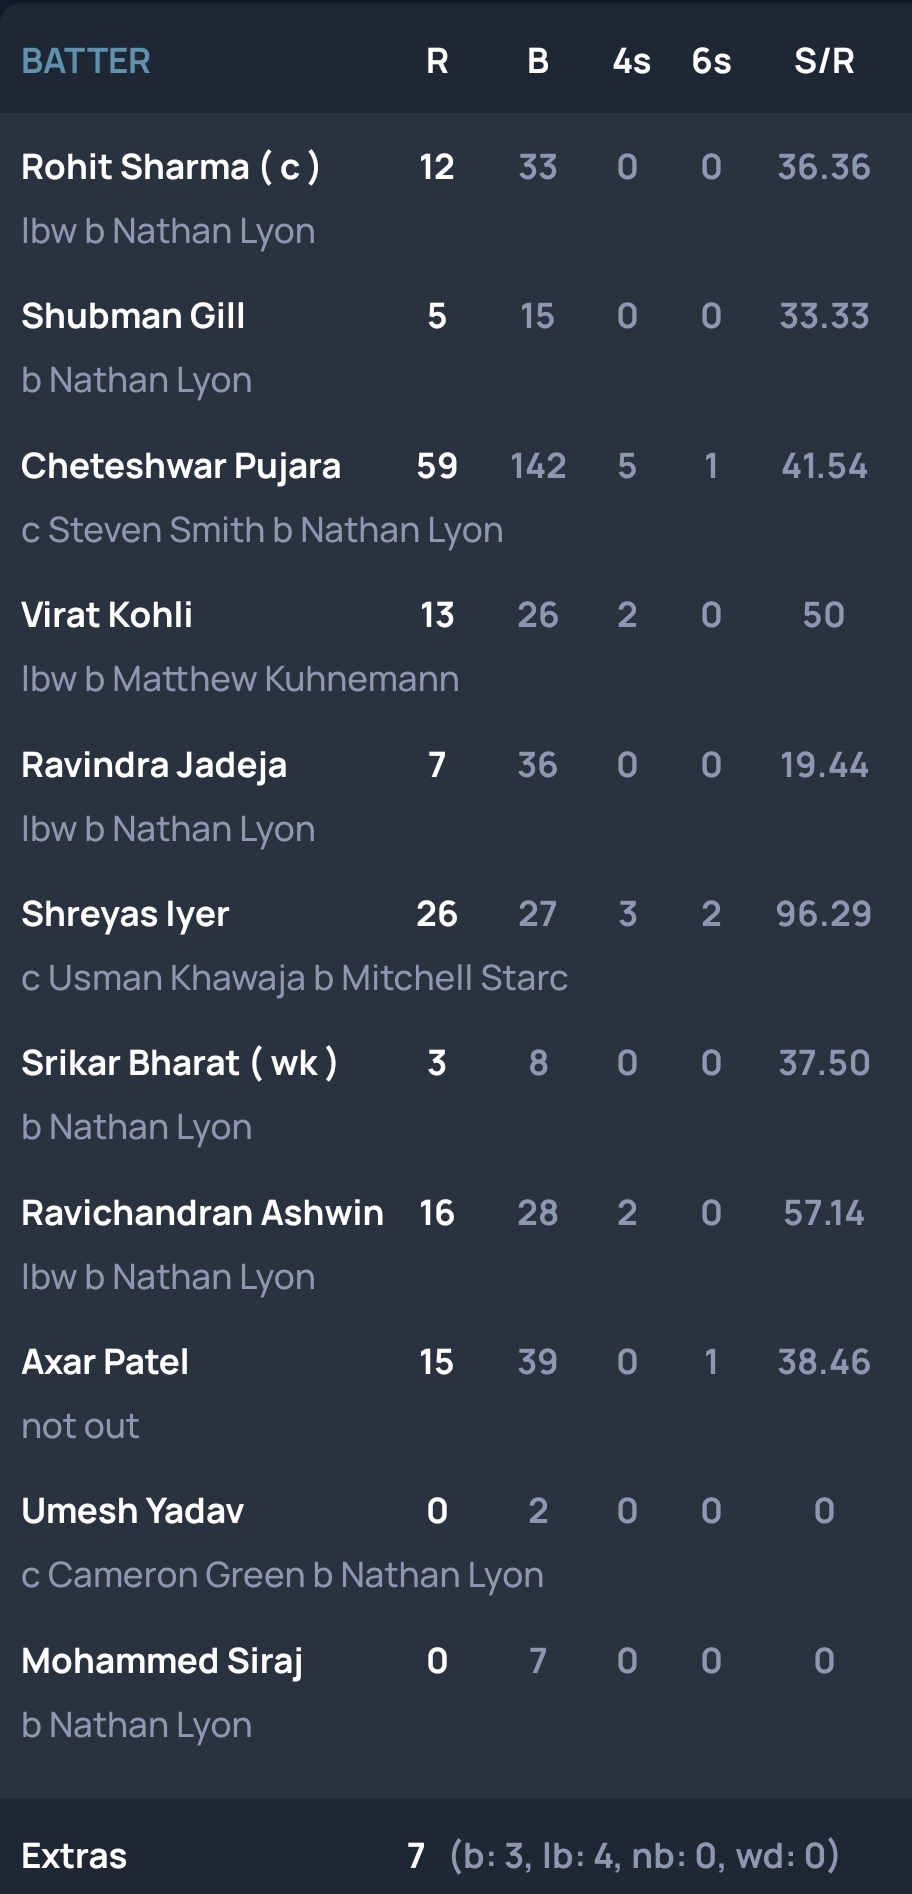 BATTER R B 4s 6s S/R
Rohit Sharma ( c ) 12 33 0 0 36.36
lbw b Nathan Lyon
Shubman Gill 5 15 0 0 33.33
b Nathan Lyon
Cheteshwar Pujara 59 142 5 1 41.54
c Steven Smith b Nathan Lyon
Virat Kohli 13 26 2 0 50
lbw b Matthew Kuhnemann
Ravindra Jadeja 7 36 0 0 19.44
lbw b Nathan Lyon
Shreyas Iyer 26 27 3 2 96.29
c Usman Khawaja b Mitchell Starc
Srikar Bharat ( wk ) 3 8 0 0 37.50
b Nathan Lyon
Ravichandran Ashwin 16 28 2 0 57.14
lbw b Nathan Lyon
Axar Patel 15 39 0 1 38.46
not out
Umesh Yadav 0 2 0 0 0
c Cameron Green b Nathan Lyon
Mohammed Siraj 0 7 0 0 0
b Nathan Lyon
Extras 7 (b: 3, lb: 4, nb: 0, wd: 0)